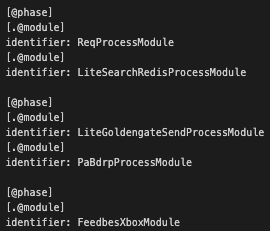 [@phase]
[.@module]
identifier: ReqProcessModule
[.@module]
identifier: LiteSearchRedisProcessModule

[@phase]
[.@module]
identifier: LiteGoldengateSendProcessModule
[.@module]
identifier: PaBdrpProcessModule

[@phase]
[.@module]
identifier: FeedbesXboxModule